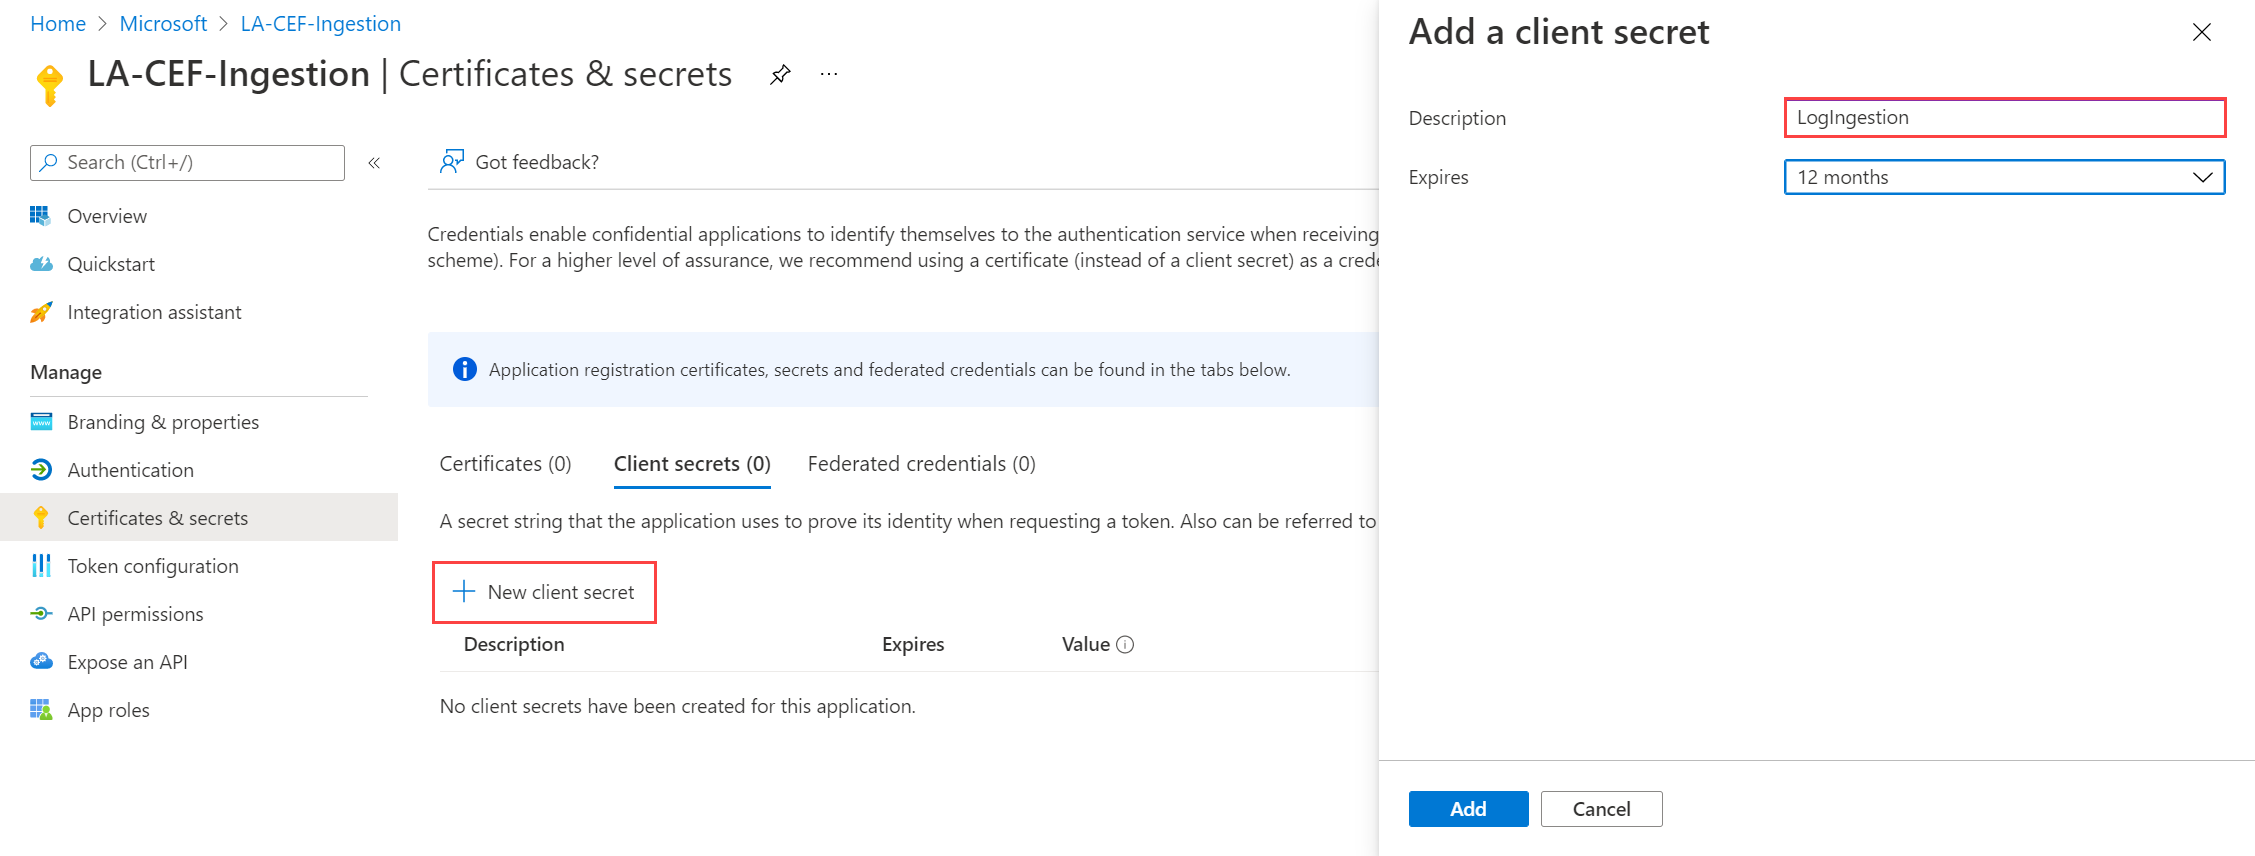 Home > Microsoft > LA-CEF-Ingestion
LA-CEF-Ingestion | Certificates & secrets
Search (Ctrl+/)
Overview
Quickstart
Integration assistant
Manage
Branding & properties
Authentication
Certificates & secrets
Token configuration
API permissions
Expose an API
App roles
Got feedback?
Credentials enable confidential applications to identify themselves to the authentication service when receiving
scheme). For a higher level of assurance, we recommend using a certificate (instead of a client secret) as a crede
Application registration certificates, secrets and federated credentials can be found in the tabs below.
Certificates (0) Client secrets (0) Federated credentials (0)
A secret string that the application uses to prove its identity when requesting a token. Also can be referred to
New client secret
Description Expires Value
No client secrets have been created for this application.
Add a client secret
Description LogIngestion
Expires 12 months
Add Cancel